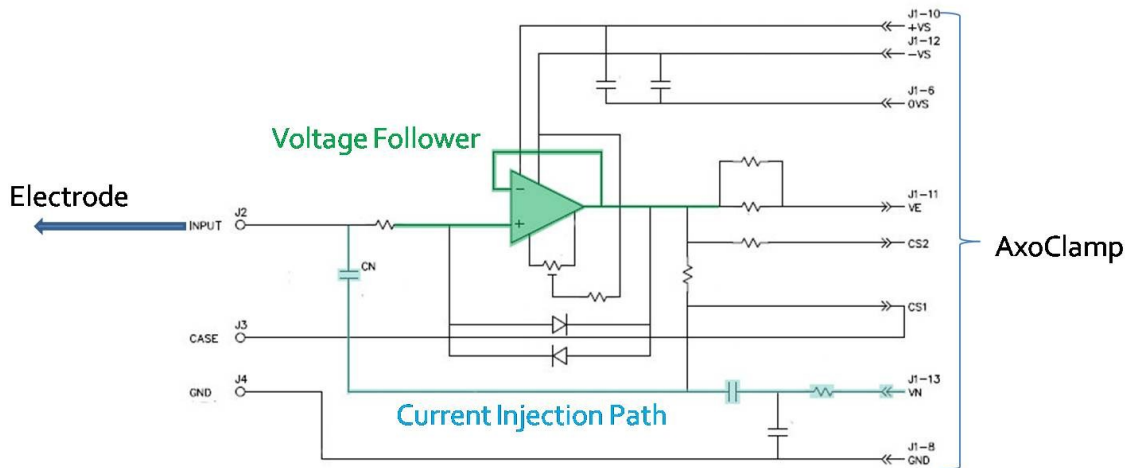 J1-10
+VS
J1-12
-VS
J1-6
0VS
Voltage Follower
Electrode
INPUT
J2
-
+
J1-11
VE
CS2
AxoClamp
CN
CS1
CASE
J3
GND
J4
J1-13
VN
Current Injection Path
J1-8
GND